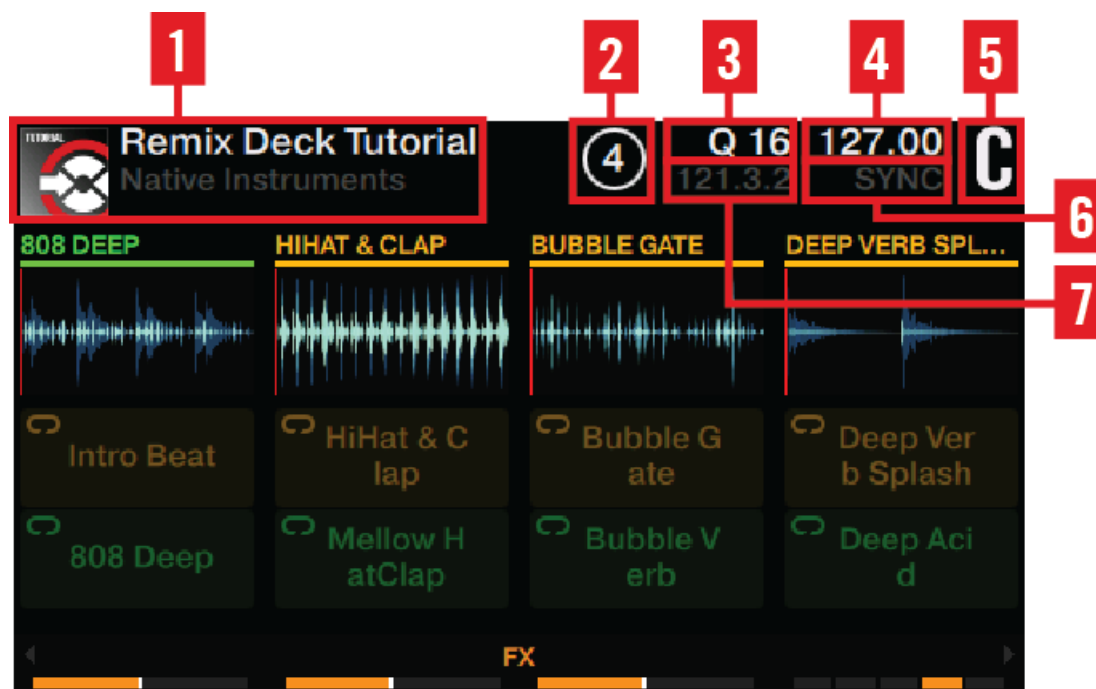 1
2
3
4
5
TUTORIAL
Remix Deck Tutorial
Native Instruments
4
Q 16
121.3.2
127.00
SYNC
C
6
7
808 DEEP
HIHAT & CLAP
BUBBLE GATE
DEEP VERB SPL...
Intro Beat
HiHat & C
lap
Bubble G
ate
Deep Ver
b Splash
808 Deep
Mellow H
atClap
Bubble V
erb
Deep Aci
d
FX